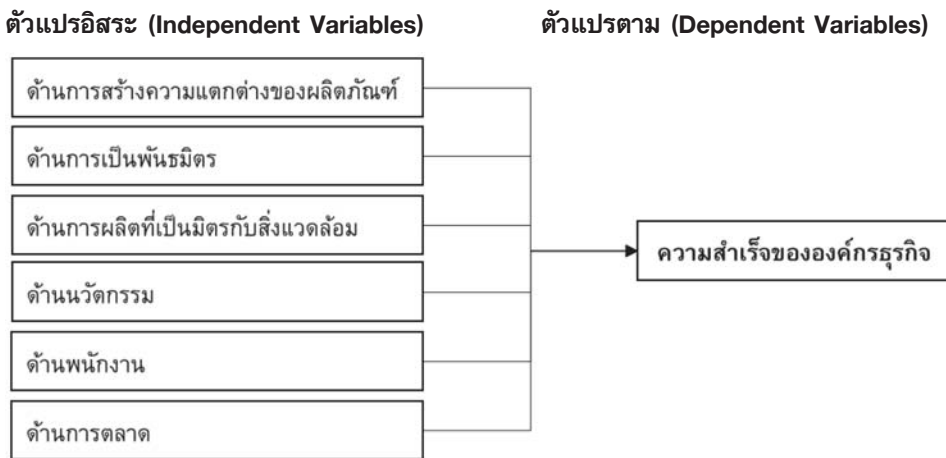 ตัวแปรอิสระ (Independent Variables)
ตัวแปรตาม (Dependent Variables)
ด้านการสร้างความแตกต่างของผลิตภัณฑ์
ด้านการเป็นพันธมิตร
ด้านการผลิตที่เป็นมิตรกับสิ่งแวดล้อม
ด้านนวัตกรรม
ด้านพนักงาน
ด้านการตลาด
ความสำเร็จขององค์กรธุรกิจ